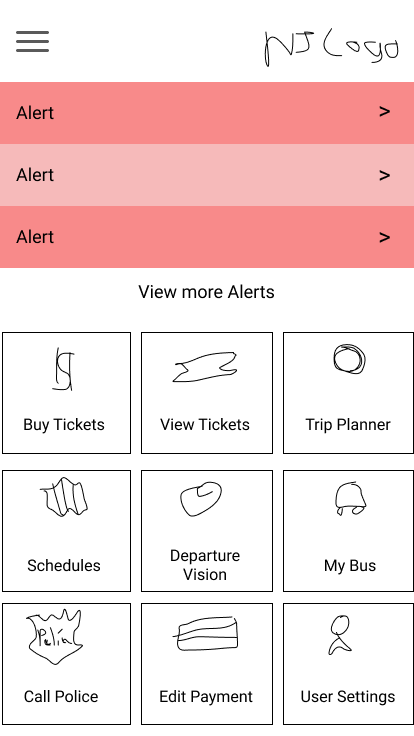 NJ Logo
Alert >
Alert >
Alert >
View more Alerts
Buy Tickets
View Tickets
Trip Planner
Schedules
Departure
Vision
My Bus
Call Police
Edit Payment
User Settings